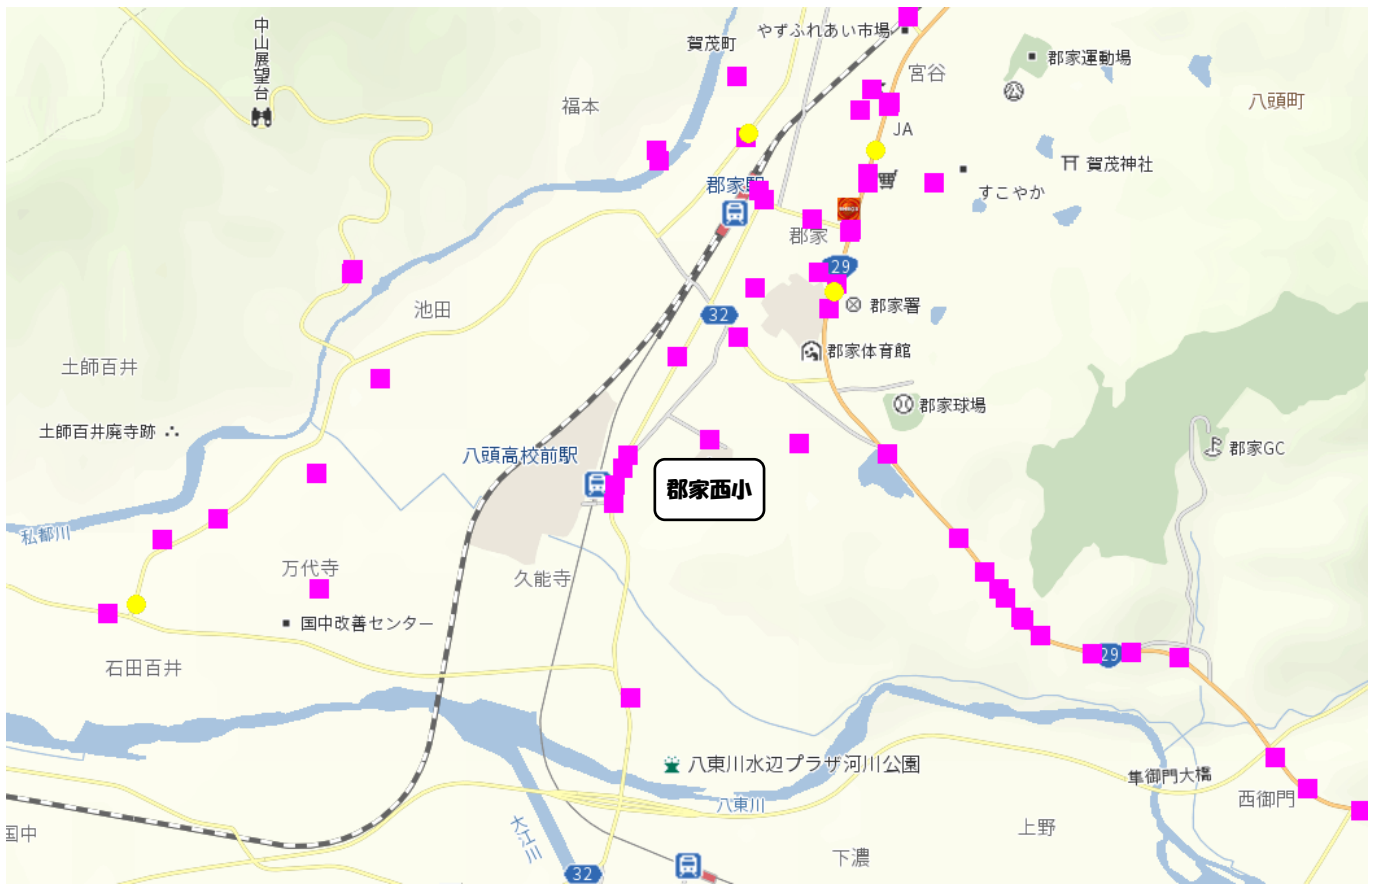 中山展望台
賀茂町
やずふれあい市場
宮谷
郡家運動場
公
福本
八頭町
JA
賀茂神社
すこやか
郡家駅
郡家
29
郡家署
池田
32
郡家体育館
土師百井
郡家球場
土師百井廃寺跡
八頭高校前駅
郡家GC
郡家西小
私都川
万代寺
久能寺
国中改善センター
石田百井
29
八東川水辺プラザ河川公園
隼御門大橋
西御門
八東川
大江川
国中
上野
下濃
32